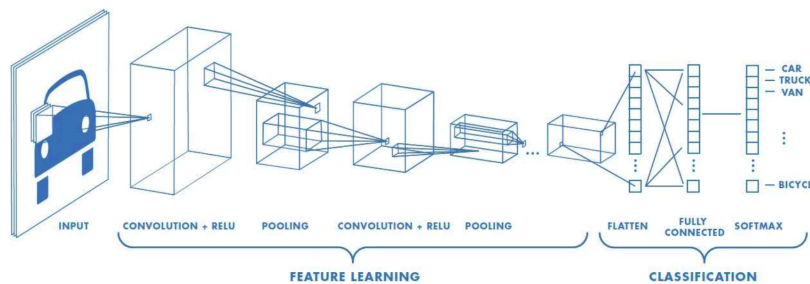 CAR
TRUCK
VAN
BICYCLE
INPUT CONVOLUTION + RELU POOLING CONVOLUTION + RELU POOLING FLATTEN FULLY CONNECTED SOFTMAX
FEATURE LEARNING CLASSIFICATION